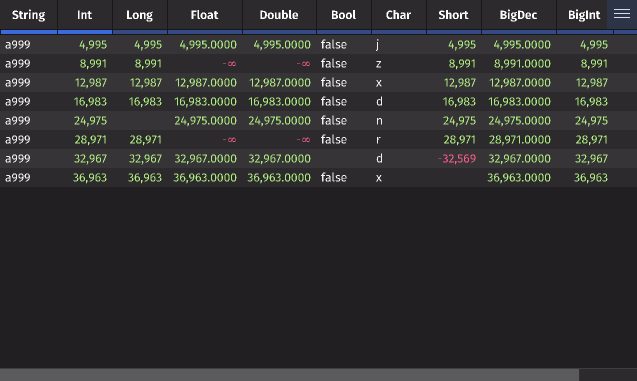 String Int Long Float Double Bool Char Short BigDec BigInt
a999 4,995 4,995 4,995.0000 4,995.0000 false j 4,995 4,995.0000 4,995
a999 8,991 8,991 -∞ -∞ false z 8,991 8,991.0000 8,991
a999 12,987 12,987 12,987.0000 12,987.0000 false x 12,987 12,987.0000 12,987
a999 16,983 16,983 16,983.0000 16,983.0000 false d 16,983 16,983.0000 16,983
a999 24,975 24,975.0000 24,975.0000 false n 24,975 24,975.0000 24,975
a999 28,971 28,971 -∞ -∞ false r 28,971 28,971.0000 28,971
a999 32,967 32,967 32,967.0000 32,967.0000 d -32,569 32,967.0000 32,967
a999 36,963 36,963 36,963.0000 36,963.0000 false x 36,963.0000 36,963